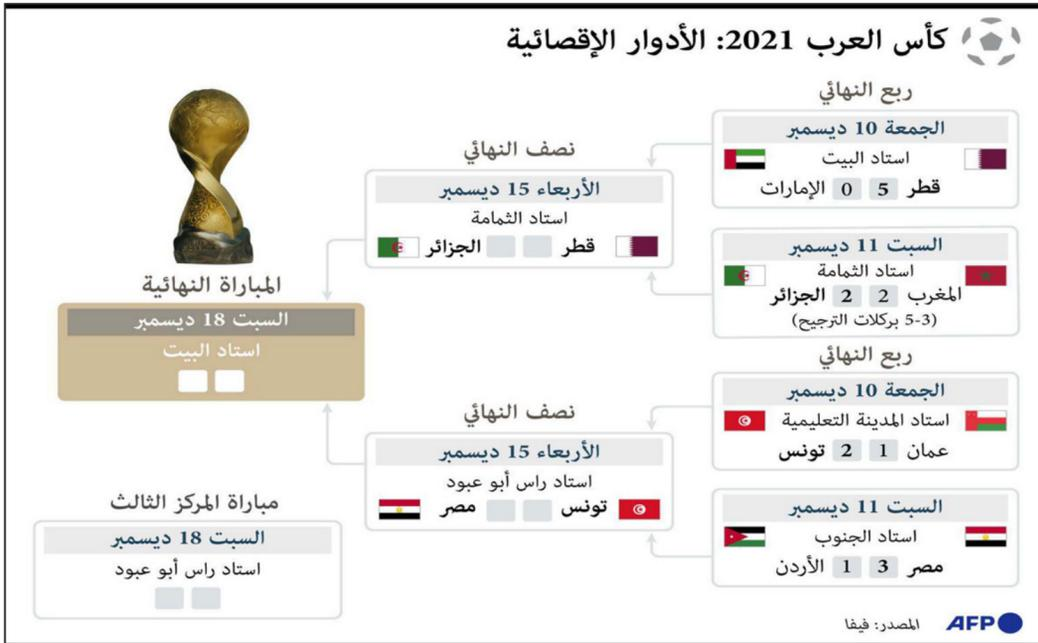 كأس العرب 2021: الأدوار الإقصائية
ربع النهائي
الجمعة 10 ديسمبر
استاد البيت
قطر 5 0 الإمارات
السبت 11 ديسمبر
استاد الثمامة
المغرب 2 2 الجزائر
(5-3 بركلات الترجيح)
ربع النهائي
الجمعة 10 ديسمبر
استاد المدينة التعليمية
عمان 1 2 تونس
السبت 11 ديسمبر
استاد الجنوب
مصر 3 1 الأردن
نصف النهائي
الأربعاء 15 ديسمبر
استاد الثمامة
قطر الجزائر
نصف النهائي
الأربعاء 15 ديسمبر
استاد راس أبو عبود
تونس مصر
المباراة النهائية
السبت 18 ديسمبر
استاد البيت
مباراة المركز الثالث
السبت 18 ديسمبر
استاد راس أبو عبود
المصدر: فيفا
AFP